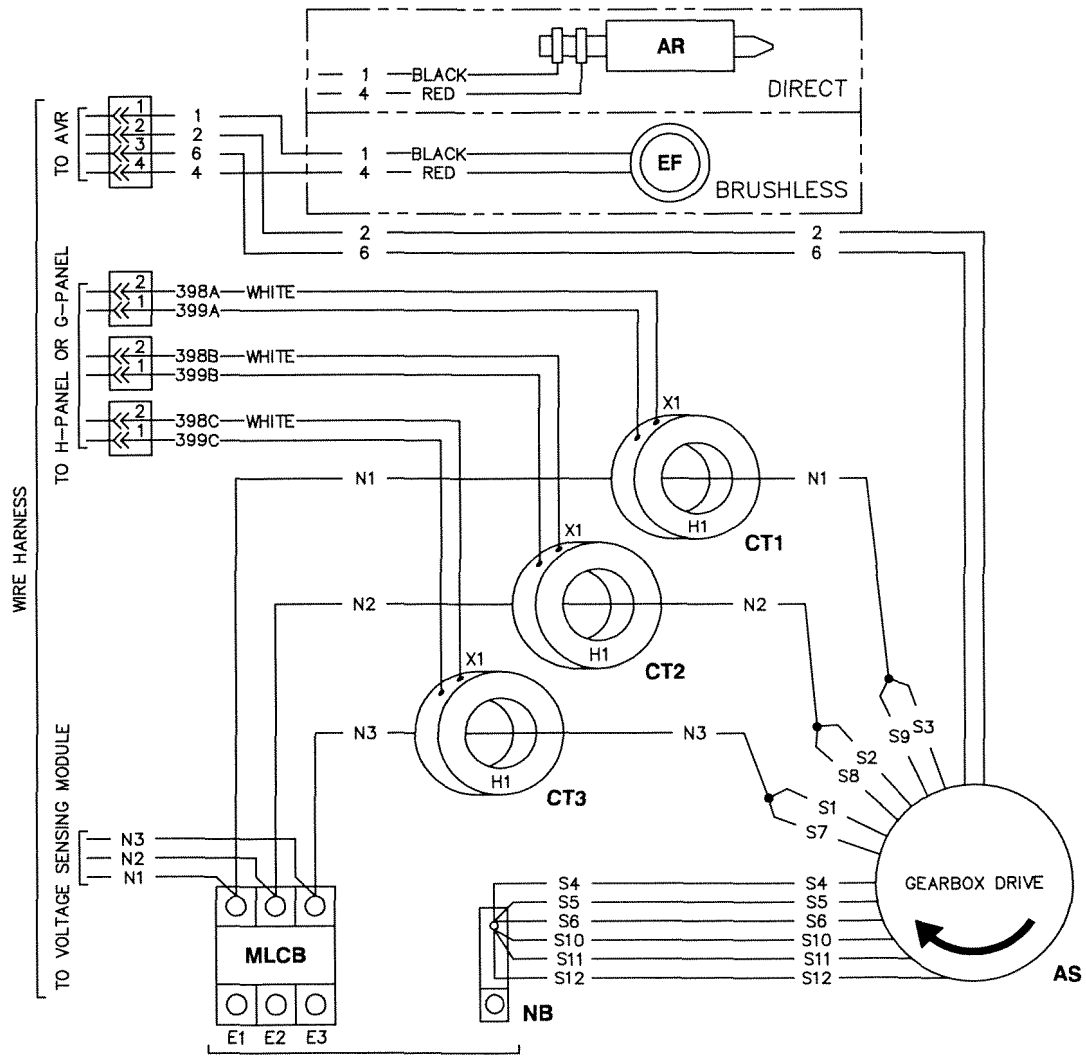 AR
1 BLACK
4 RED
DIRECT
TO AVR
1 1
2 2
3 6
4 4
1 BLACK
4 RED
EF
BRUSHLESS
2 2
6 6
TO H-PANEL OR G-PANEL
2 398A WHITE
1 399A
2 398B WHITE
1 399B
2 398C WHITE
1 399C
X1
N1 N1
H1
CT1
X1
N2 N2
H1
CT2
X1
N3 N3
H1
CT3
WIRE HARNESS
S3
S9
S2
S8
S1
S7
TO VOLTAGE SENSING MODULE
N3
N2
N1
MLCB
E1 E2 E3
S4 S4
S5 S5
S6 S6
S10 S10
S11 S11
S12 S12
NB
GEARBOX DRIVE
AS